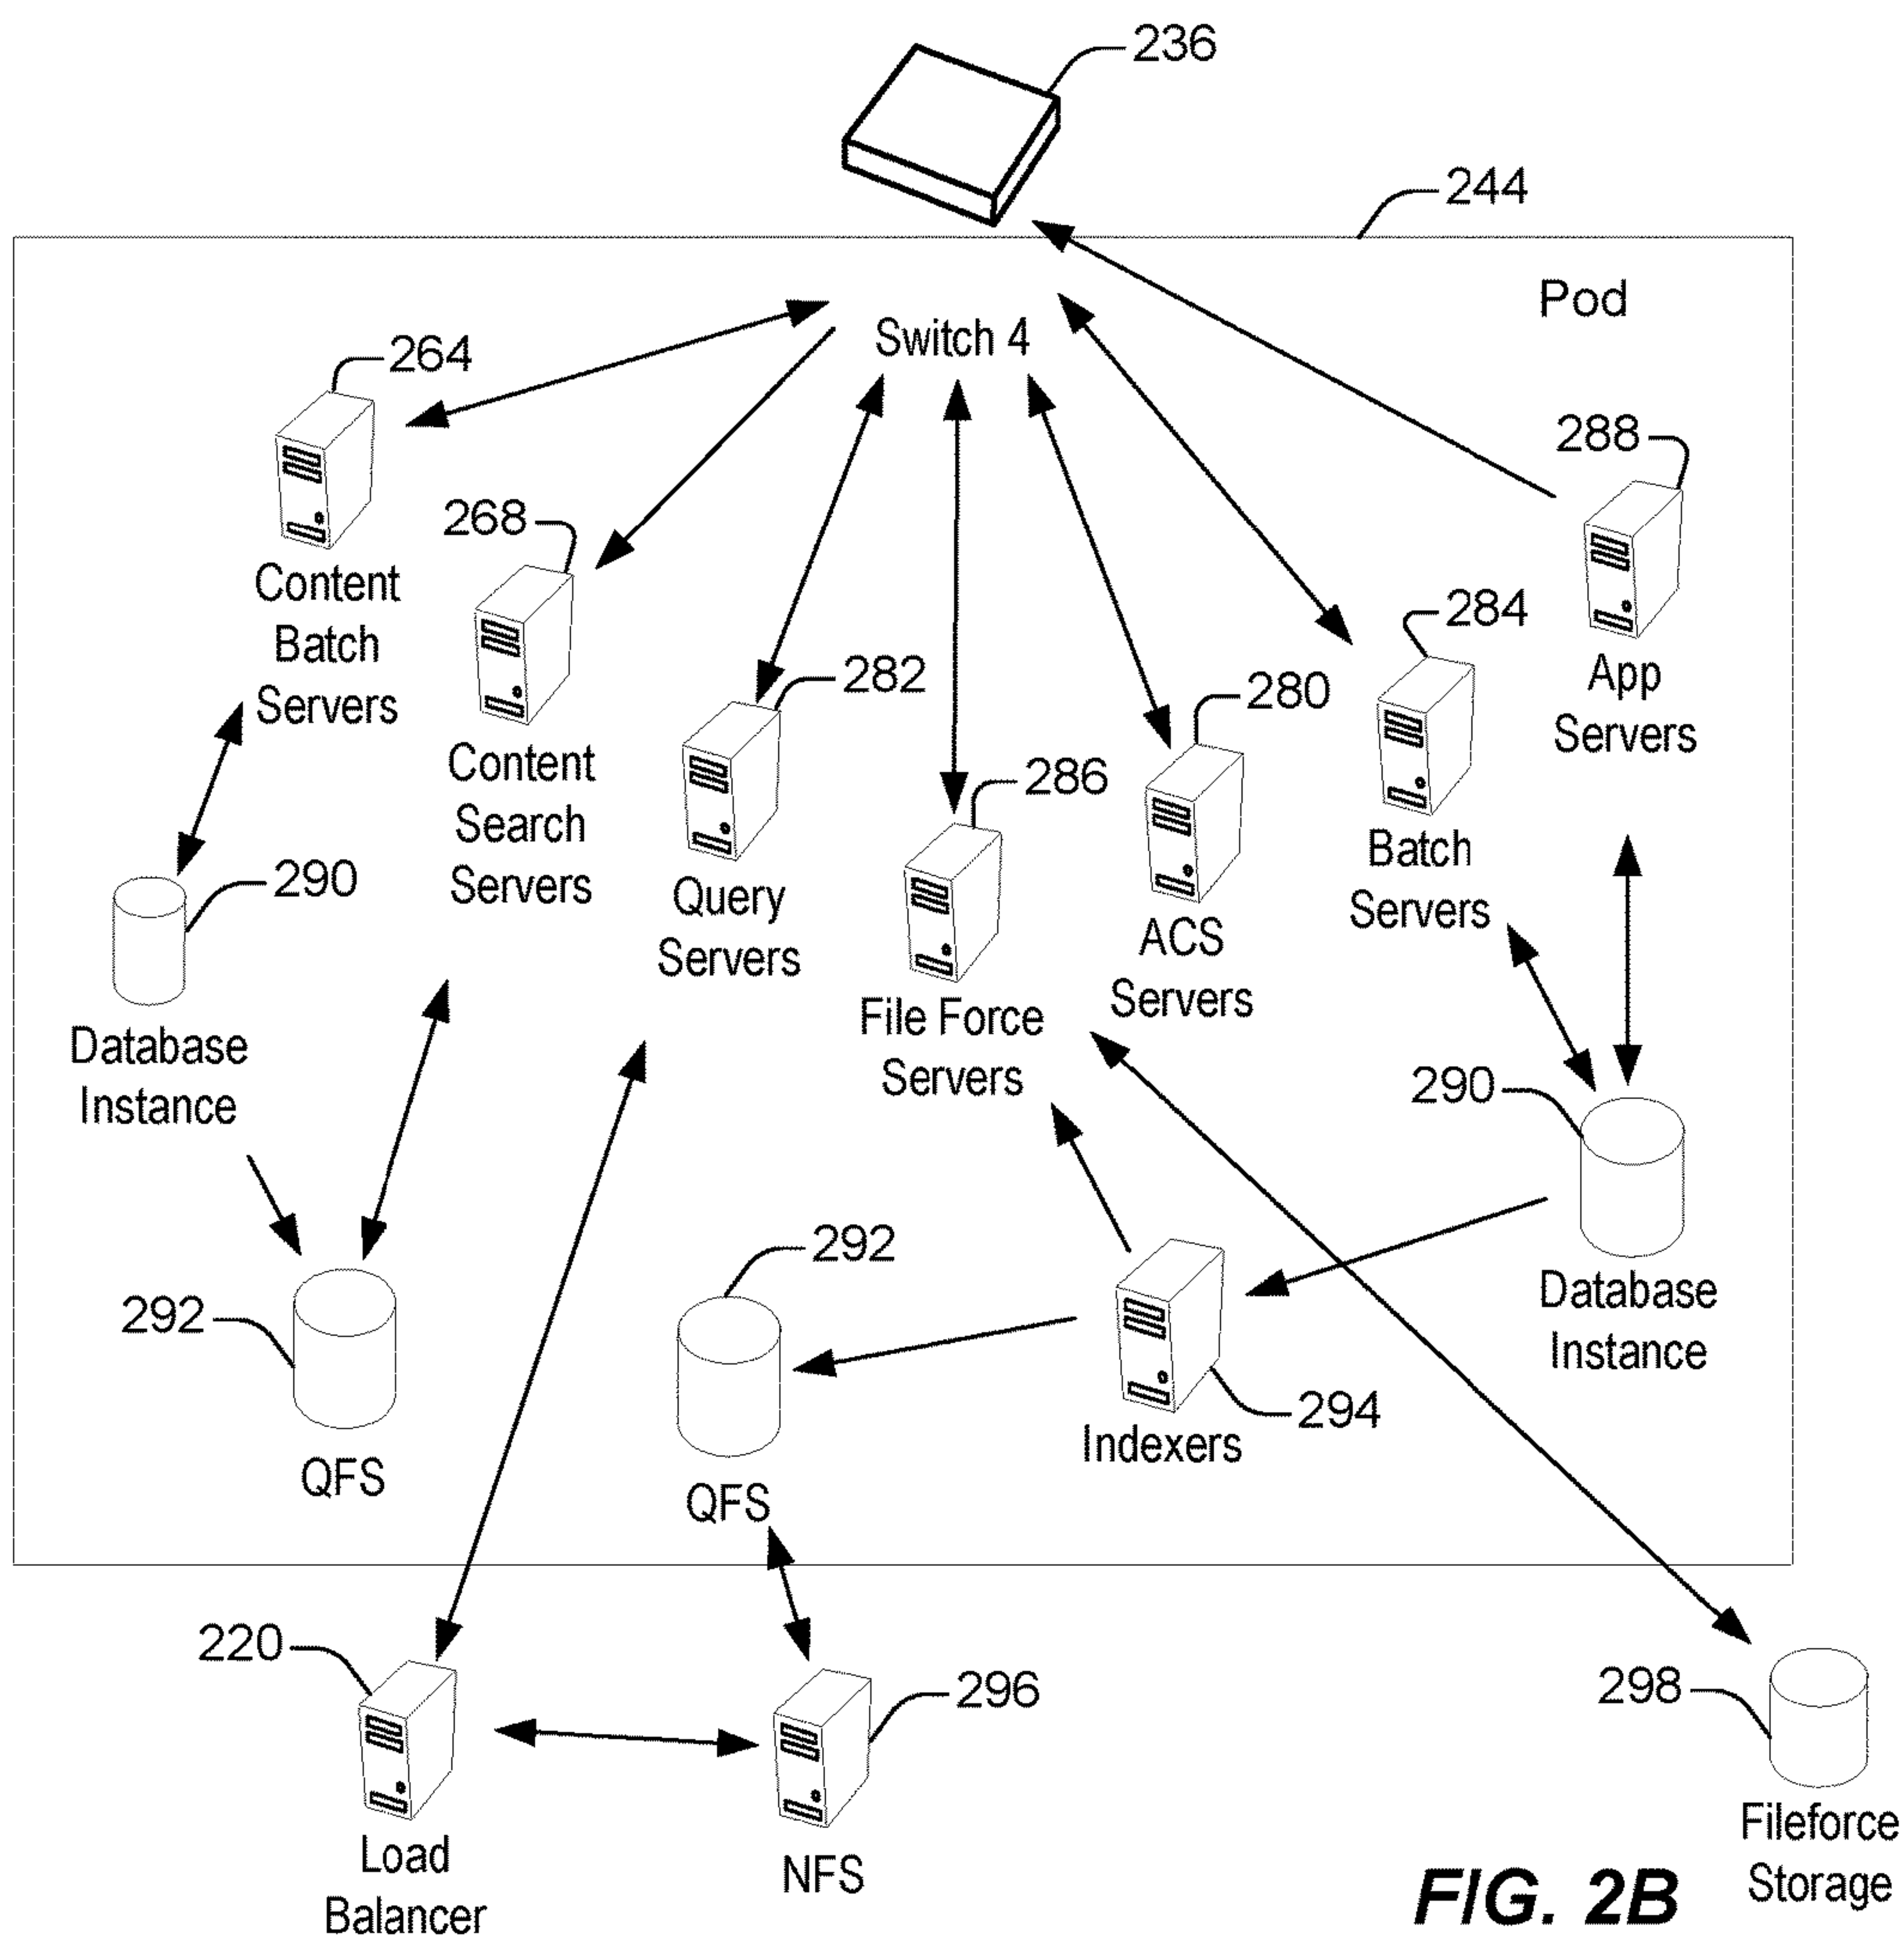 236
244
Pod
Switch 4
264
288
268
Content
Batch
Servers
284
App
Servers
282
280
Content
Search
Servers
286
Batch
Servers
290
Query
Servers
ACS
Servers
File Force
Servers
Database
Instance
290
292
292
Database
Instance
294
Indexers
QFS
QFS
220
296
298
Load
Balancer
NFS
Fileforce
Storage
FIG. 2B